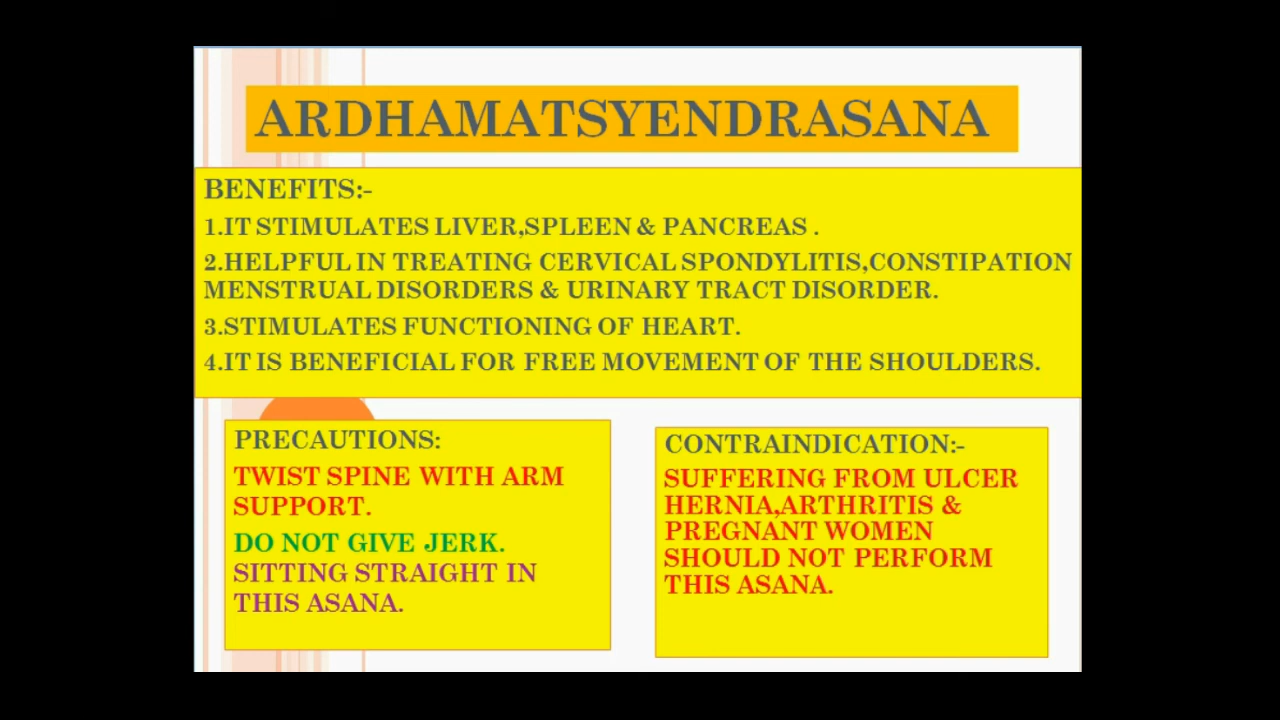 ARDHAMATSYENDRASANA
BENEFITS:-
1.IT STIMULATES LIVER,SPLEEN & PANCREAS .
2.HELPFUL IN TREATING CERVICAL SPONDYLITIS,CONSTIPATION
MENSTRUAL DISORDERS & URINARY TRACT DISORDER.
3.STIMULATES FUNCTIONING OF HEART.
4.IT IS BENEFICIAL FOR FREE MOVEMENT OF THE SHOULDERS.
PRECAUTIONS:
TWIST SPINE WITH ARM
SUPPORT.
DO NOT GIVE JERK.
SITTING STRAIGHT IN
THIS ASANA.
CONTRAINDICATION:-
SUFFERING FROM ULCER
HERNIA,ARTHRITIS &
PREGNANT WOMEN
SHOULD NOT PERFORM
THIS ASANA.